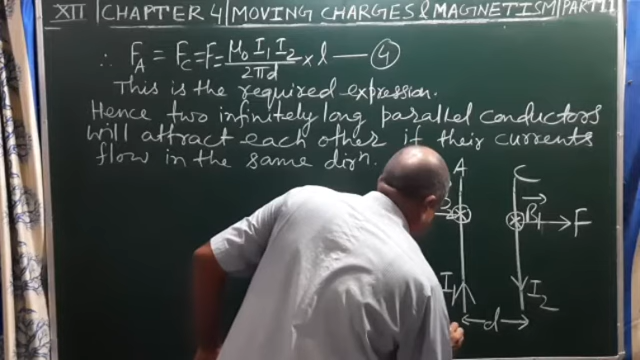 XII | CHAPTER 4 | MOVING CHARGES & MAGNETISM | PART 11
∴ F_A = F_C = F = μ₀ I₁ I₂ / 2πd × l — (4)
This is the required expression.
Hence two infinitely long parallel conductors
will attract each other if their currents
flow in the same dirⁿ.
A C
⊗ ⊗ B₁ → F
I₁ I₂
d